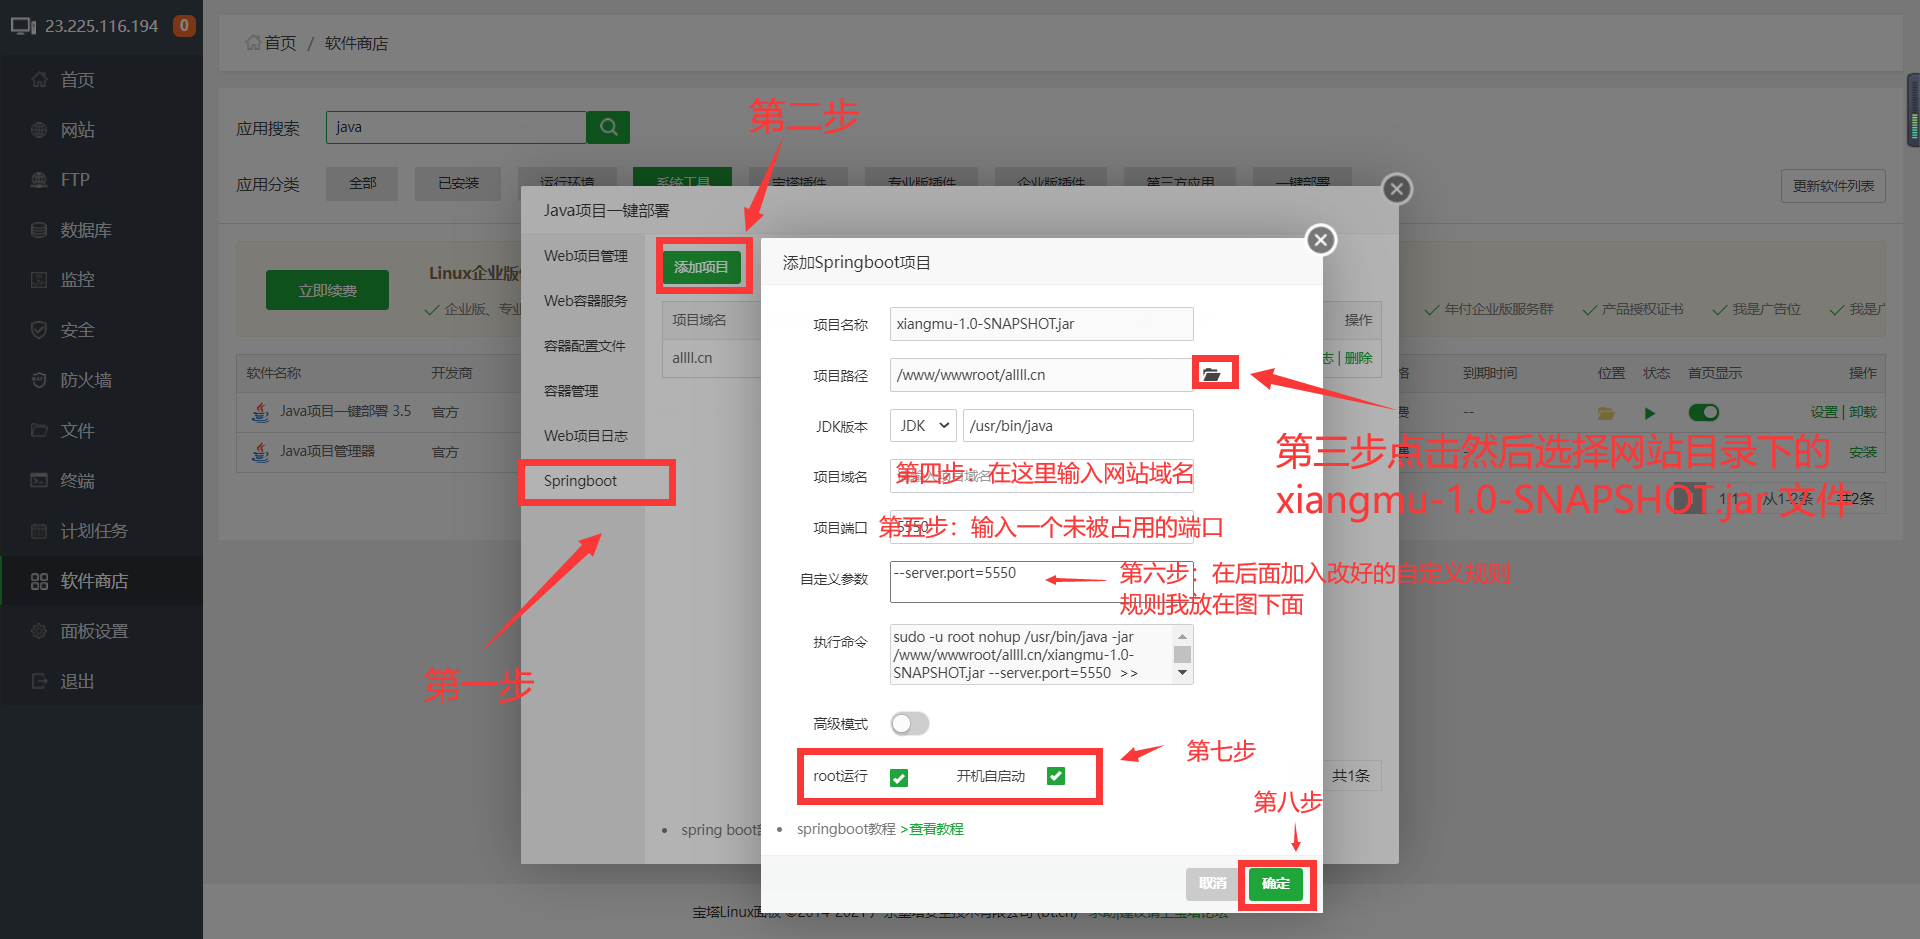 23.225.116.194 0
首页
网站
FTP
数据库
监控
安全
防火墙
文件
终端
计划任务
软件商店
面板设置
退出
首页 / 软件商店
应用搜索 java
应用分类 全部 已安装 运行环境 系统工具 宝塔插件 专业版插件 企业版插件 第三方应用 一键部署 更新软件列表
立即续费
Linux企业版
企业版、专业
年付企业版服务群 产品授权证书 我是广告位 我是广
软件名称 开发商 到期时间 位置 状态 首页显示 操作
Java项目一键部署 3.5 官方 -- 设置 | 卸载
Java项目管理器 官方 安装
1/1 从1-2条 共2条
Java项目一键部署
Web项目管理
Web容器服务
容器配置文件
容器管理
Web项目日志
Springboot
添加项目
项目域名 操作
allll.cn 志 | 删除
共1条
spring boot
添加Springboot项目
项目名称 xiangmu-1.0-SNAPSHOT.jar
项目路径 /www/wwwroot/allll.cn
JDK版本 JDK /usr/bin/java
项目域名
项目端口 5550
自定义参数 --server.port=5550
执行命令 sudo -u root nohup /usr/bin/java -jar
/www/wwwroot/allll.cn/xiangmu-1.0-
SNAPSHOT.jar --server.port=5550 >>
高级模式
root运行 开机自启动
springboot教程 >查看教程
取消 确定
第一步
第二步
第三步点击然后选择网站目录下的
xiangmu-1.0-SNAPSHOT.jar 文件
第四步：在这里输入网站域名
第五步：输入一个未被占用的端口
第六步：在后面加入改好的自定义规则
规则我放在图下面
第七步
第八步
宝塔Linux面板 ©2014-2021 广东堡塔安全技术有限公司 (bt.cn) 求助|建议请上宝塔论坛